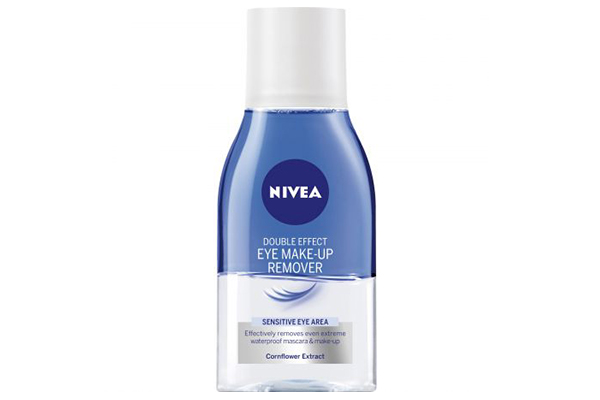 NIVEA
DOUBLE EFFECT
EYE MAKE-UP
REMOVER
SENSITIVE EYE AREA
Effectively removes even extreme
waterproof mascara & make-up
Cornflower Extract